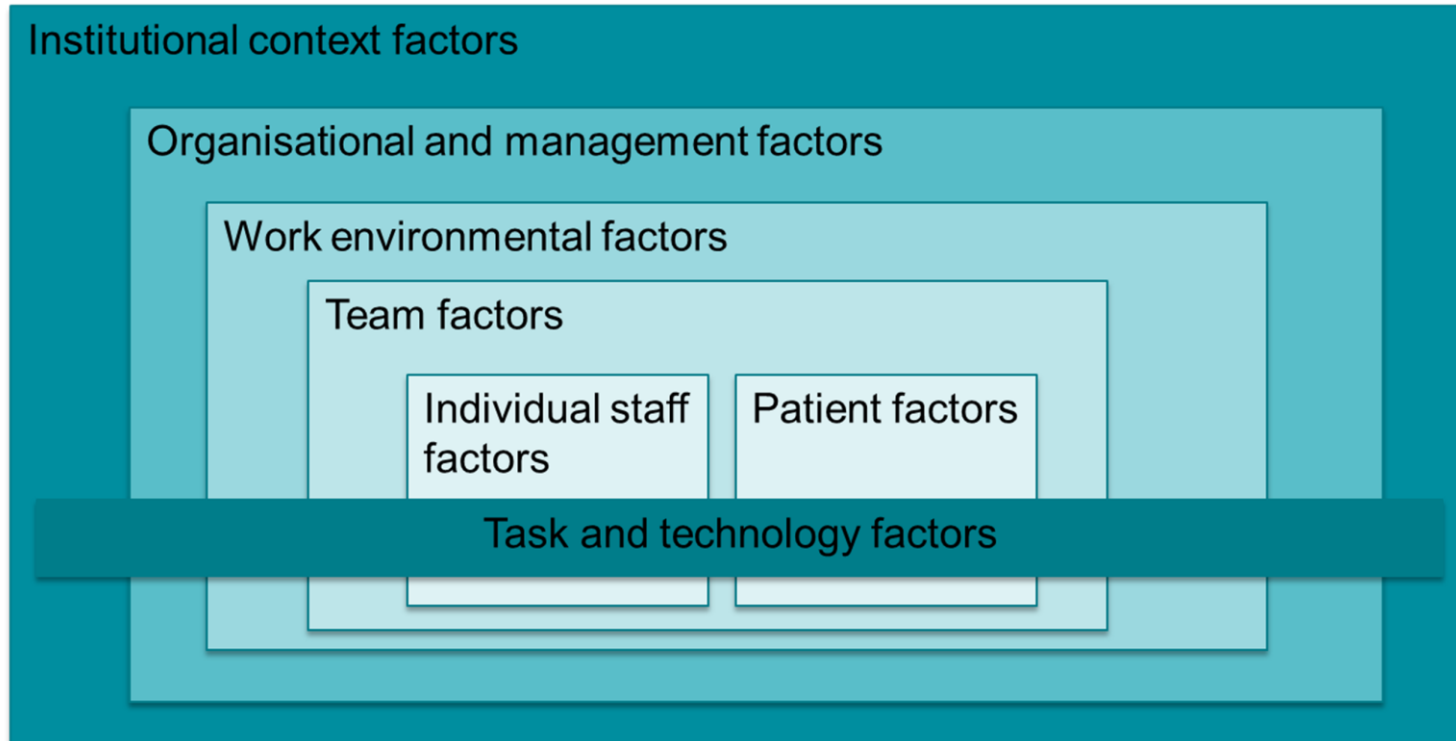 Institutional context factors
Organisational and management factors
Work environmental factors
Team factors
Individual staff
factors
Patient factors
Task and technology factors